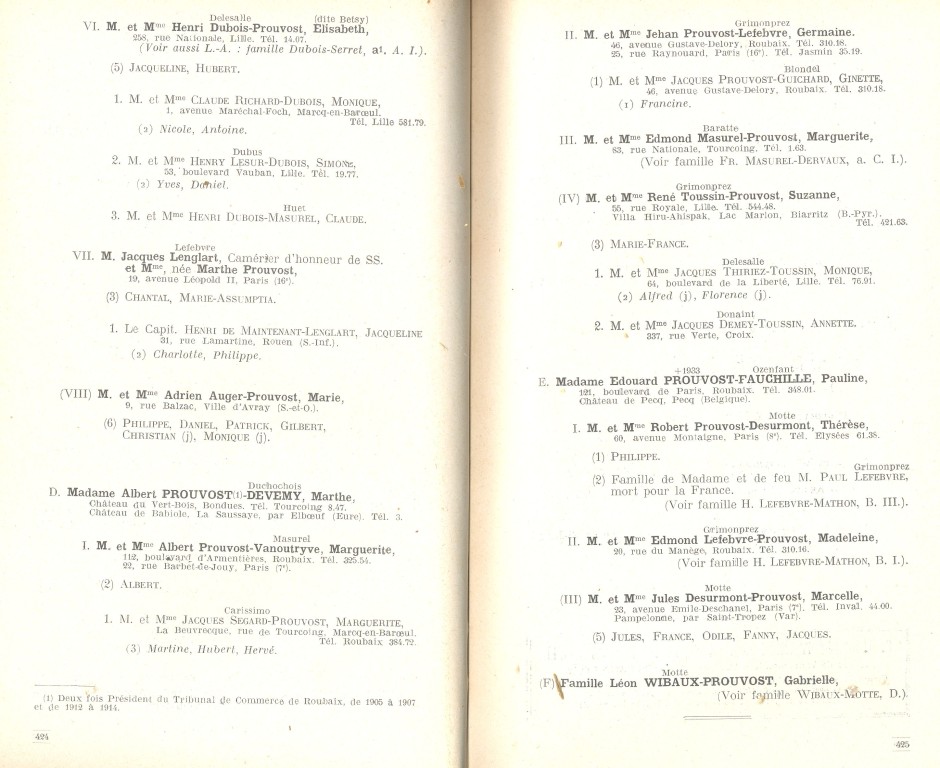 Delesalle (dite Betsy)
VI. M. et Mme Henri Dubois-Prouvost, Elisabeth,
258, rue Nationale, Lille. Tél. 14.67.
(Voir aussi L.-A. : famille Dubois-Serret, a1, A. I.).
(5) JACQUELINE, HUBERT.
1. M. et Mme CLAUDE RICHARD-DUBOIS, MONIQUE,
1, avenue Maréchal-Foch, Marcq-en-Barœul.
Tél. Lille 581.79.
(2) Nicole, Antoine.
Dubus
2. M. et Mme HENRY LESUR-DUBOIS, SIMONE,
53, boulevard Vauban, Lille. Tél. 19.77.
(2) Yves, Daniel.
Huet
3. M. et Mme HENRI DUBOIS-MASUREL, CLAUDE.
Lefebvre
VII. M. Jacques Lenglart, Camérier d'honneur de SS.
et Mme, née Marthe Prouvost,
19, avenue Léopold II, Paris (16e).
(3) CHANTAL, MARIE-ASSUMPTIA.
1. Le Capit. HENRI DE MAINTENANT-LENGLART, JACQUELINE
31, rue Lamartine, Rouen (S.-Inf.).
(2) Charlotte, Philippe.
(VIII) M. et Mme Adrien Auger-Prouvost, Marie,
9, rue Balzac, Ville d'Avray (S.-et-O.).
(6) PHILIPPE, DANIEL, PATRICK, GILBERT,
CHRISTIAN (j), MONIQUE (j).
Duchochois
D. Madame Albert PROUVOST(1)-DEVEMY, Marthe,
Château du Vert-Bois, Bondues. Tél. Tourcoing 8.47.
Château de Babiole, La Saussaye, par Elbœuf (Eure). Tél. 3.
Masurel
I. M. et Mme Albert Prouvost-Vanoutryve, Marguerite,
112, boulevard d'Armentières, Roubaix. Tél. 325.54.
22, rue Barbet-de-Jouy, Paris (7e).
(2) ALBERT.
Carissimo
1. M. et Mme JACQUES SEGARD-PROUVOST, MARGUERITE,
La Beuvrecque, rue de Tourcoing, Marcq-en-Barœul.
Tél. Roubaix 384.72.
(3) Martine, Hubert, Hervé.
(1) Deux fois Président du Tribunal de Commerce de Roubaix, de 1905 à 1907
et de 1912 à 1914.
424
Grimonprez
II. M. et Mme Jehan Prouvost-Lefebvre, Germaine.
46, avenue Gustave-Delory, Roubaix. Tél. 310.18.
25, rue Raynouard, Paris (16e). Tél. Jasmin 35.19.
Blondel
(1) M. et Mme JACQUES PROUVOST-GUICHARD, GINETTE,
46, avenue Gustave-Delory, Roubaix. Tél. 310.18.
(1) Francine.
Baratte
III. M. et Mme Edmond Masurel-Prouvost, Marguerite,
63, rue Nationale, Tourcoing. Tél. 1.63.
(Voir famille FR. MASUREL-DERVAUX, a. C. I.).
Grimonprez
(IV) M. et Mme René Toussin-Prouvost, Suzanne,
55, rue Royale, Lille. Tél. 544.48.
Villa Hiru-Ahispak, Lac Marion, Biarritz (B.-Pyr.).
Tél. 421.63.
(3) MARIE-FRANCE.
Delesalle
1. M. et Mme JACQUES THIRIEZ-TOUSSIN, MONIQUE,
64, boulevard de la Liberté, Lille. Tél. 76.91.
(2) Alfred (j), Florence (j).
Donaint
2. M. et Mme JACQUES DEMEY-TOUSSIN, ANNETTE.
337, rue Verte, Croix.
+1933 Ozenfant
E. Madame Edouard PROUVOST-FAUCHILLE, Pauline,
121, boulevard de Paris, Roubaix. Tél. 348.01.
Château de Pecq, Pecq (Belgique).
Motte
I. M. et Mme Robert Prouvost-Desurmont, Thérèse,
60, avenue Montaigne, Paris (8e). Tél. Elysées 61.38.
(1) PHILIPPE.
Grimonprez
(2) Famille de Madame et de feu M. PAUL LEFEBVRE,
mort pour la France.
(Voir famille H. LEFEBVRE-MATHON, B. III.).
Grimonprez
II. M. et Mme Edmond Lefebvre-Prouvost, Madeleine,
20, rue du Manège, Roubaix. Tél. 310.16.
(Voir famille H. LEFEBVRE-MATHON, B. I.).
Motte
(III) M. et Mme Jules Desurmont-Prouvost, Marcelle,
23, avenue Emile-Deschanel, Paris (7e). Tél. Inval. 44.00.
Pampelonne, par Saint-Tropez (Var).
(5) JULES, FRANCE, ODILE, FANNY, JACQUES.
Motte
(F) Famille Léon WIBAUX-PROUVOST, Gabrielle,
(Voir famille WIBAUX-MOTTE, D.).
425